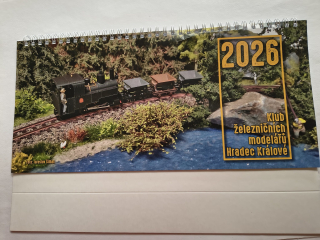 2026
Klub
železničních
modelářů
Hradec Králové